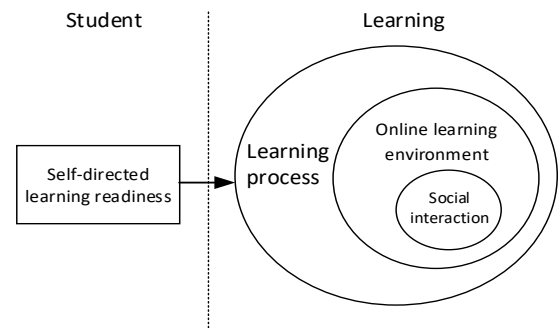 Student
Learning
Self-directed
learning readiness
Learning
process
Online learning
environment
Social
interaction